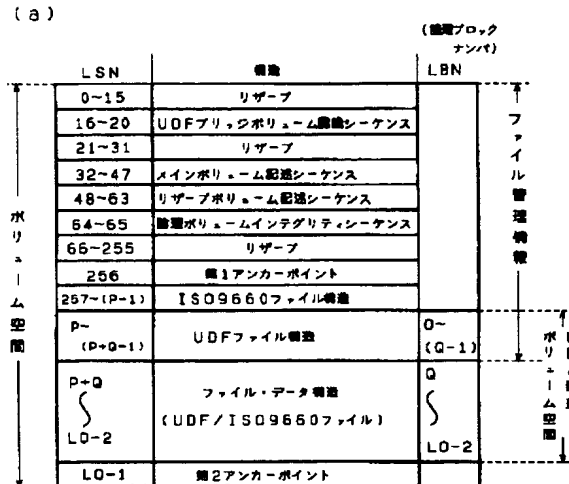 (a)
(論理ブロック
ナンバ)
LSN 構造 LBN
0~15 リザーブ
16~20 UDFブリッジボリューム認識シーケンス
21~31 リザーブ
32~47 メインボリューム記述シーケンス
48~63 リザーブボリューム記述シーケンス
64~65 論理ボリュームインテグリティシーケンス
66~255 リザーブ
256 第1アンカーポイント
257~(P-1) ISO9660ファイル構造
P~
(P+Q-1) UDFファイル構造 0~
(Q-1)
P+Q
LO-2 ファイル・データ構造
(UDF/ISO9660ファイル) Q
LO-2
LO-1 第2アンカーポイント
ボリューム空間
ファイル管理情報
ボリューム空間